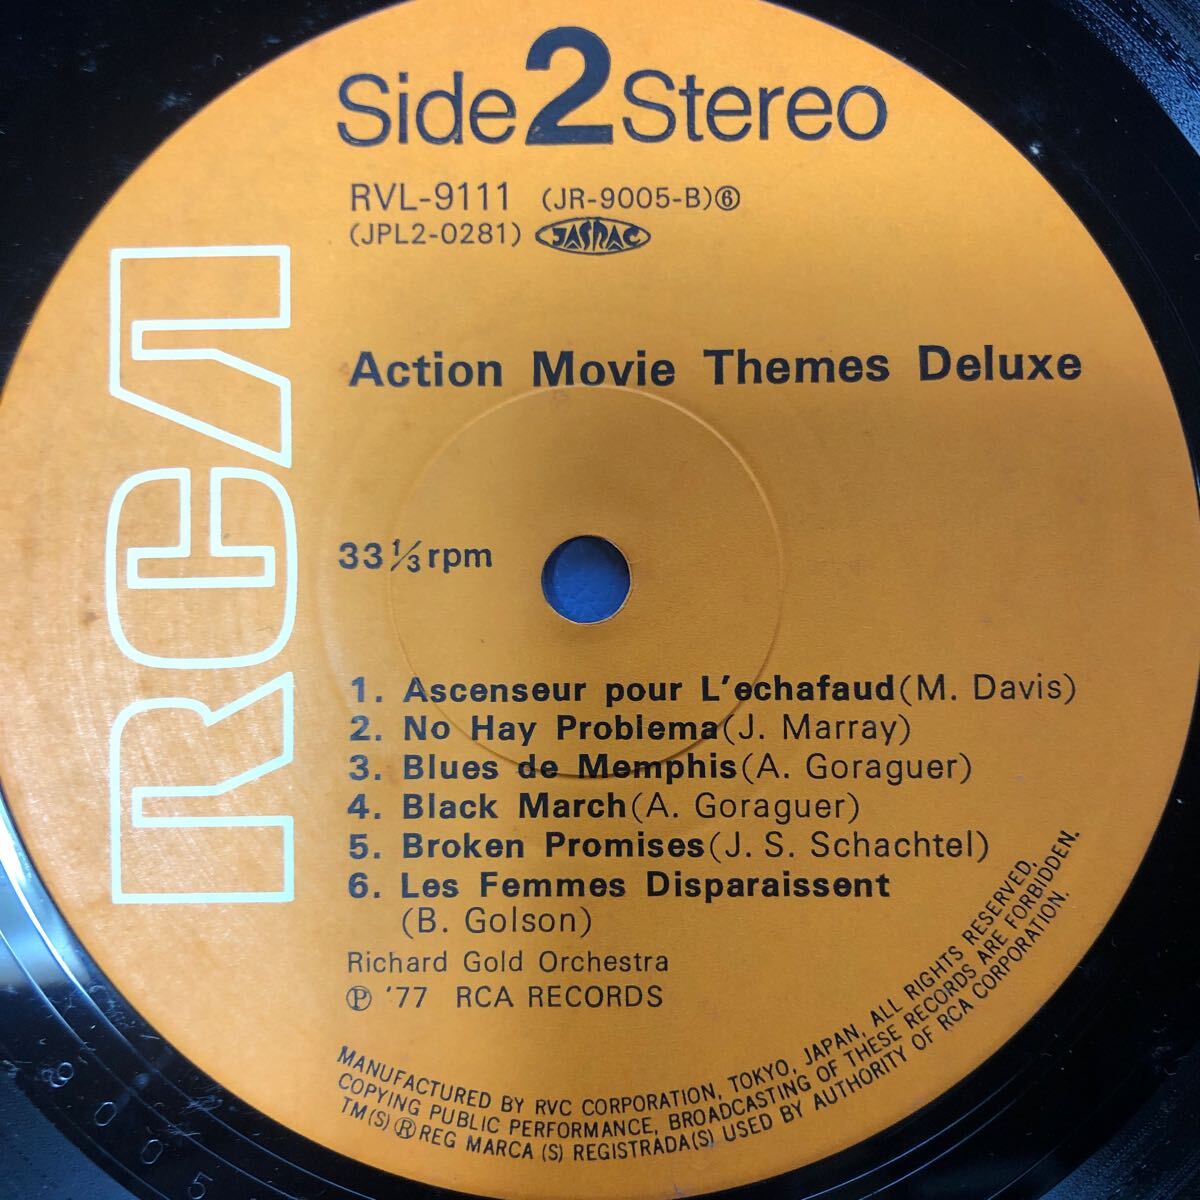 Side 2 Stereo
RVL-9111 (JR-9005-B)⑥
(JPL2-0281) JASRAC
RCA
Action Movie Themes Deluxe
33 1/3 rpm
1. Ascenseur pour L'echafaud(M. Davis)
2. No Hay Problema(J. Marray)
3. Blues de Memphis(A. Goraguer)
4. Black March(A. Goraguer)
5. Broken Promises(J. S. Schachtel)
6. Les Femmes Disparaissent
(B. Golson)
Richard Gold Orchestra
Ⓟ '77 RCA RECORDS
MANUFACTURED BY RVC CORPORATION, TOKYO, JAPAN, ALL RIGHTS RESERVED,
COPYING PUBLIC PERFORMANCE, BROADCASTING OF THESE RECORDS ARE FORBIDDEN.
TM(S) ® REG MARCA (S) REGISTRADA(S) USED BY AUTHORITY OF RCA CORPORATION.
9005